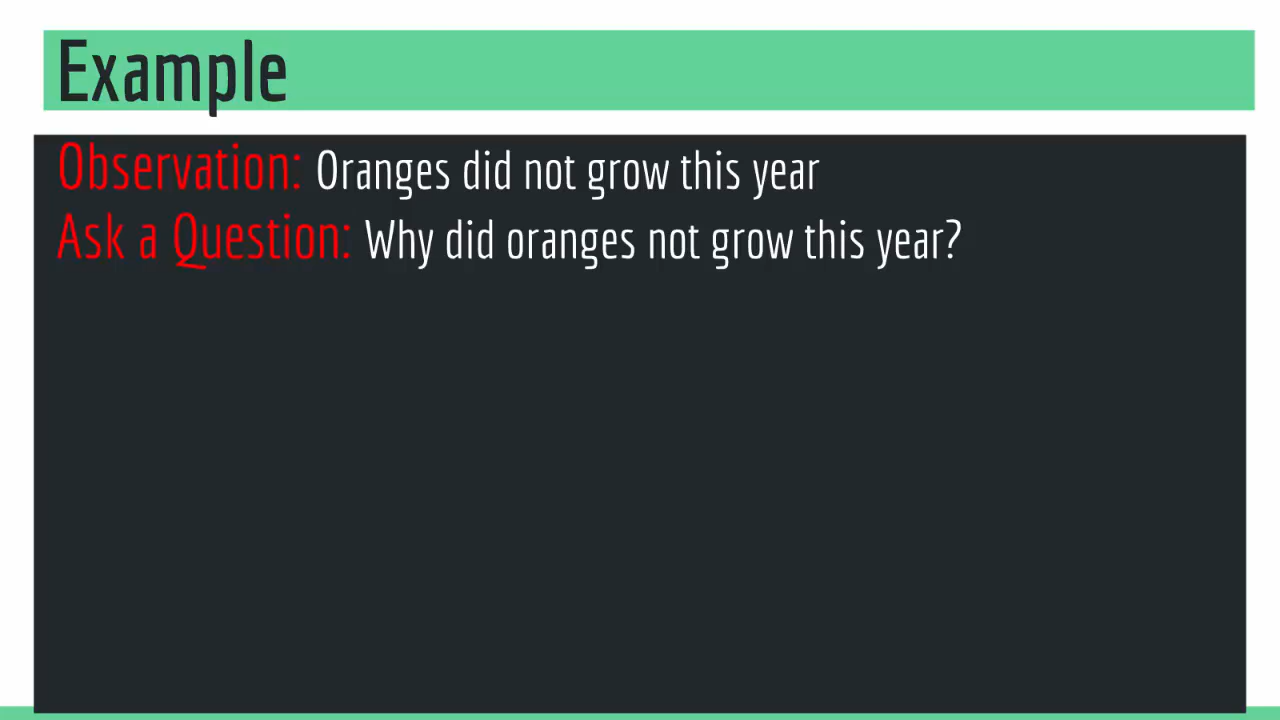 Example
Observation: Oranges did not grow this year
Ask a Question: Why did oranges not grow this year?